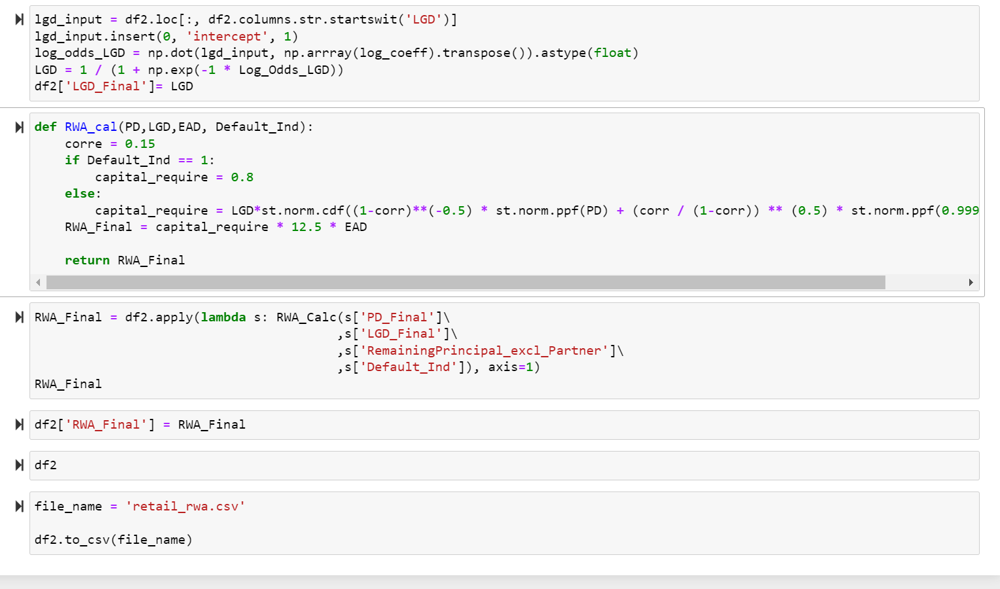 lgd_input = df2.loc[:, df2.columns.str.startswit('LGD')]
lgd_input.insert(0, 'intercept', 1)
log_odds_LGD = np.dot(lgd_input, np.arrray(log_coeff).transpose()).astype(float)
LGD = 1 / (1 + np.exp(-1 * Log_Odds_LGD))
df2['LGD_Final']= LGD
def RWA_cal(PD,LGD,EAD, Default_Ind):
    corre = 0.15
    if Default_Ind == 1:
        capital_require = 0.8
    else:
        capital_require = LGD*st.norm.cdf((1-corr)**(-0.5) * st.norm.ppf(PD) + (corr / (1-corr)) ** (0.5) * st.norm.ppf(0.999
    RWA_Final = capital_require * 12.5 * EAD
    return RWA_Final
RWA_Final = df2.apply(lambda s: RWA_Calc(s['PD_Final']\
                                        ,s['LGD_Final']\
                                        ,s['RemainingPrincipal_excl_Partner']\
                                        ,s['Default_Ind']), axis=1)
RWA_Final
df2['RWA_Final'] = RWA_Final
df2
file_name = 'retail_rwa.csv'
df2.to_csv(file_name)